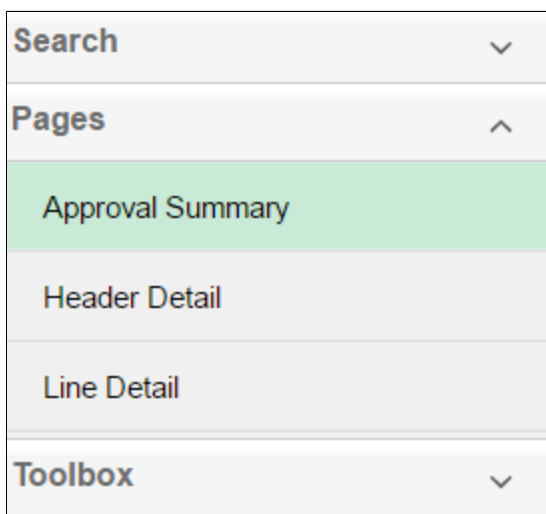 Search
Pages
Approval Summary
Header Detail
Line Detail
Toolbox